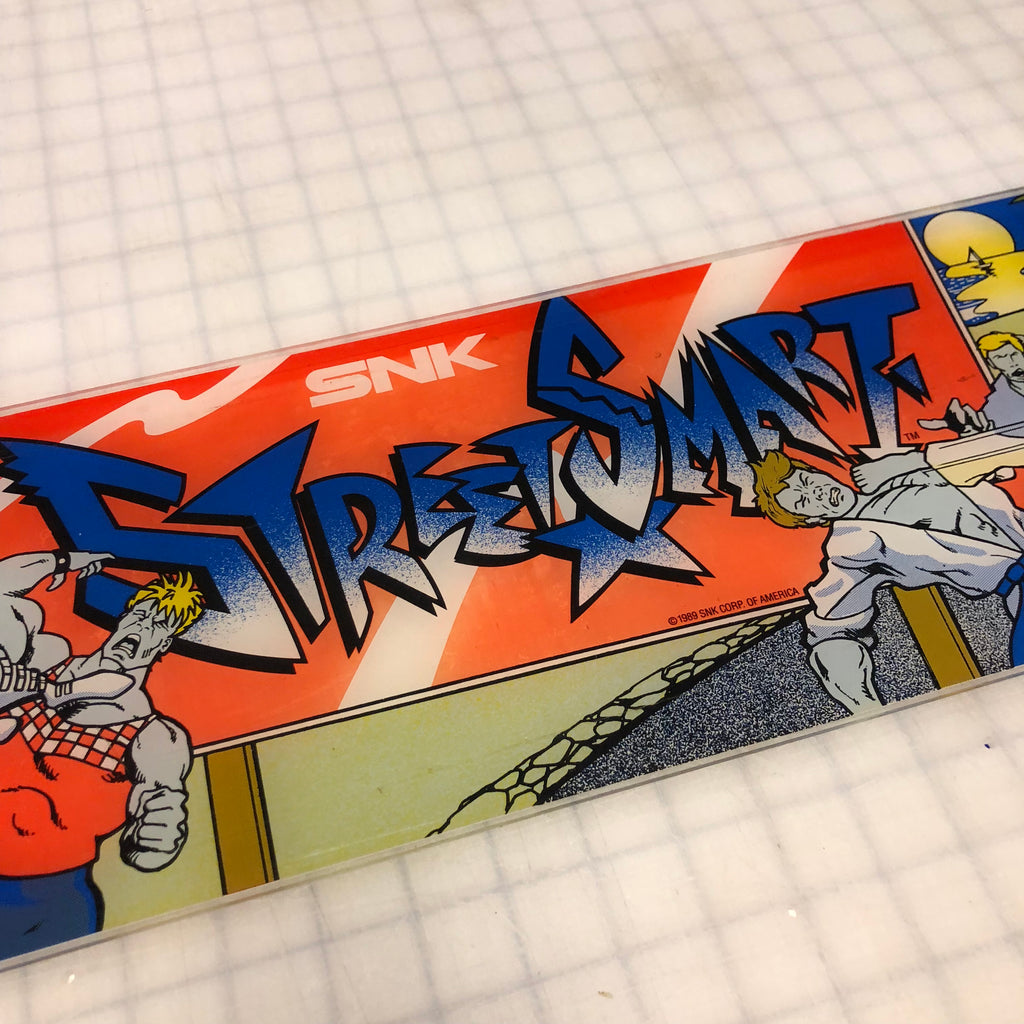 SNK
STREET SMART
TM
© 1989 SNK CORP. OF AMERICA